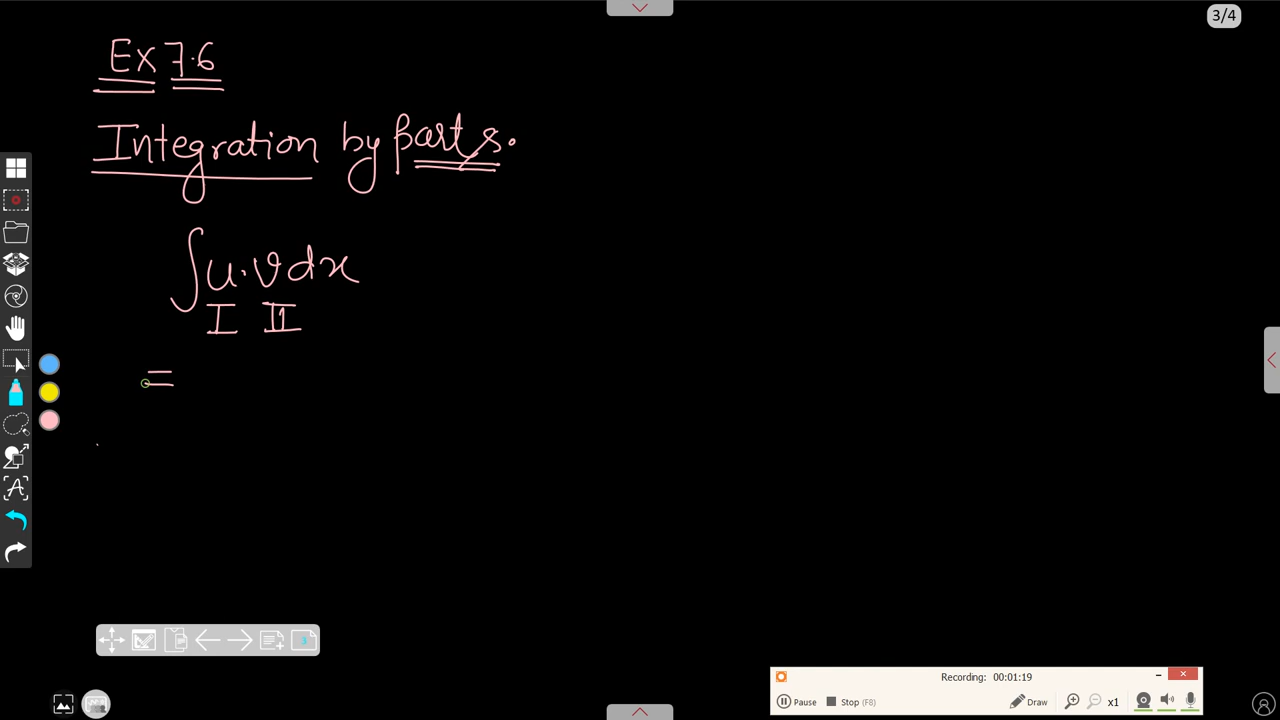 3/4
Ex 7.6
Integration by parts.
∫u.v dx
I II
=
3
Recording: 00:01:19
Pause Stop (F8) Draw x1